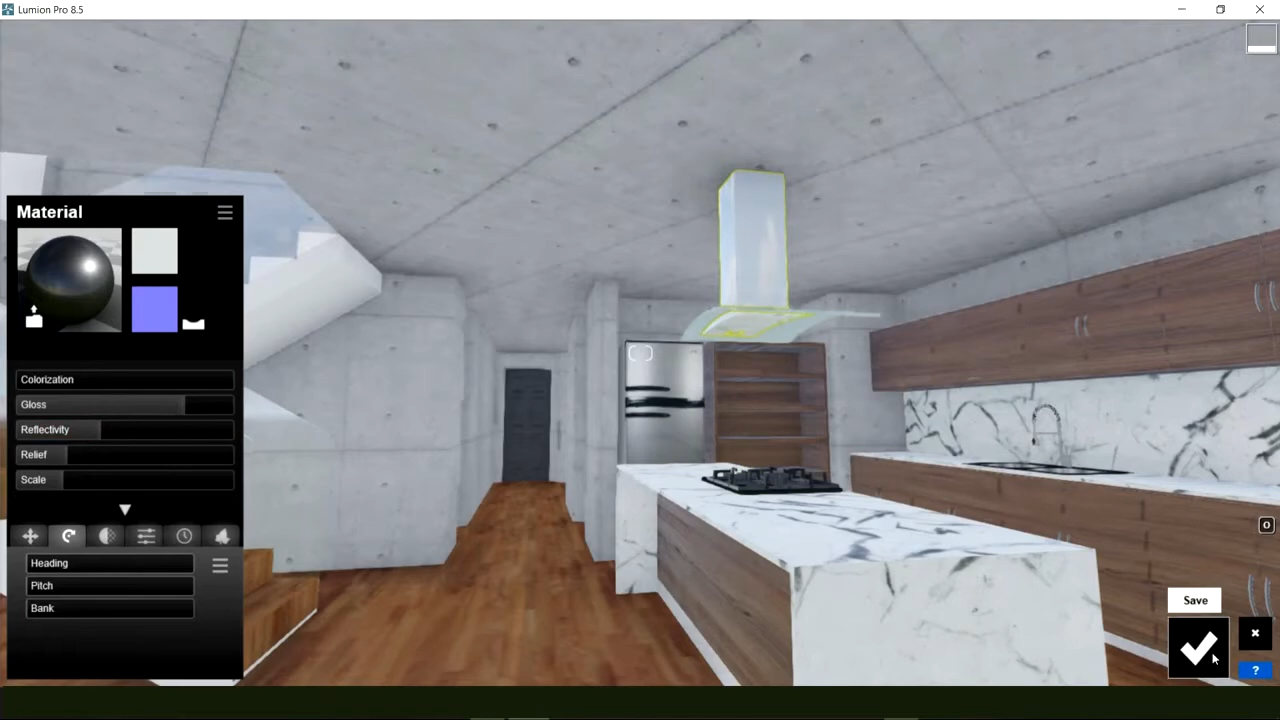 Lumion Pro 8.5
Material
Colorization
Gloss
Reflectivity
Relief
Scale
Heading
Pitch
Bank
O
Save
?